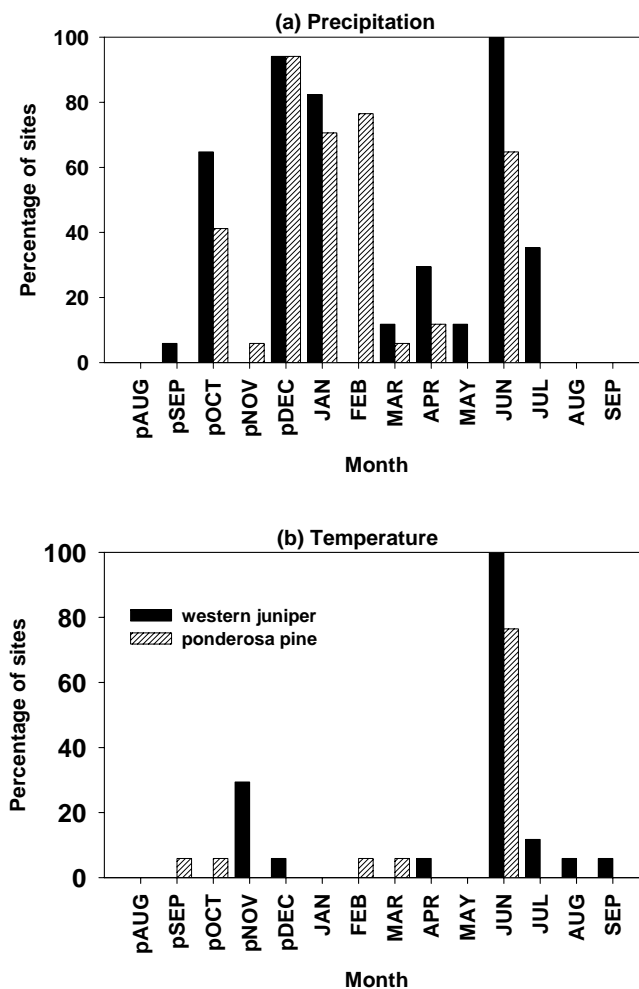 (a) Precipitation
100
80
60
40
20
0
Percentage of sites
pAUG
pSEP
pOCT
pNOV
pDEC
JAN
FEB
MAR
APR
MAY
JUN
JUL
AUG
SEP
Month
(b) Temperature
100
80
60
40
20
0
Percentage of sites
western juniper
ponderosa pine
pAUG
pSEP
pOCT
pNOV
pDEC
JAN
FEB
MAR
APR
MAY
JUN
JUL
AUG
SEP
Month